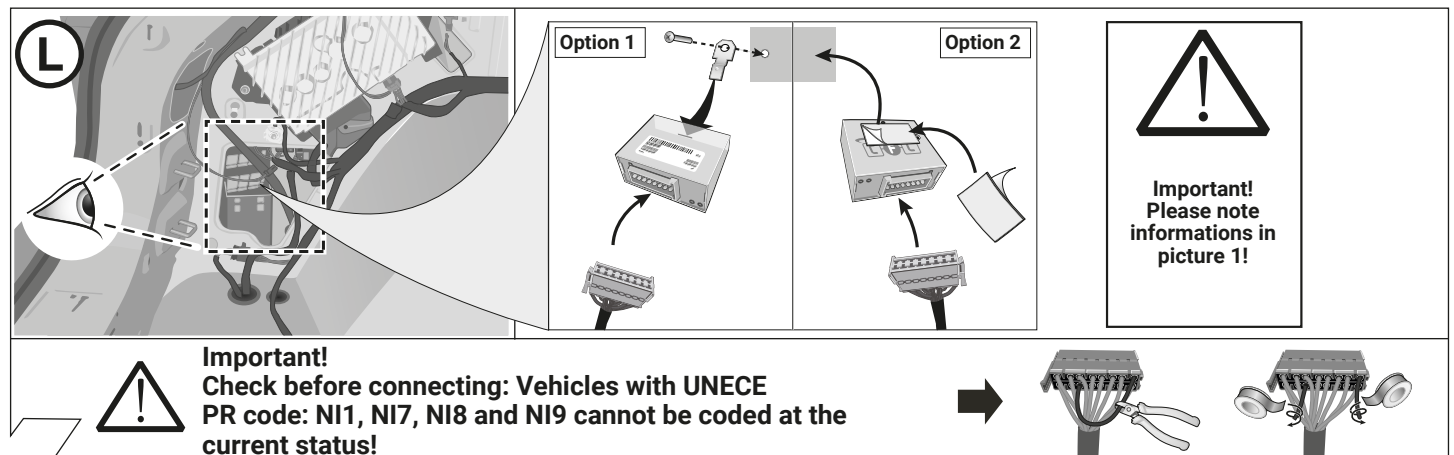 L
Option 1
Option 2
Important!
Please note
informations in
picture 1!
Important!
Check before connecting: Vehicles with UNECE
PR code: NI1, NI7, NI8 and NI9 cannot be coded at the
current status!